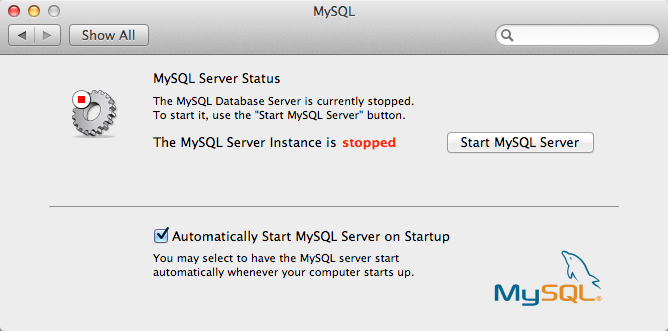 MySQL
Show All
MySQL Server Status
The MySQL Database Server is currently stopped.
To start it, use the "Start MySQL Server" button.
The MySQL Server Instance is stopped
Start MySQL Server
Automatically Start MySQL Server on Startup
You may select to have the MySQL server start
automatically whenever your computer starts up.
MySQL®